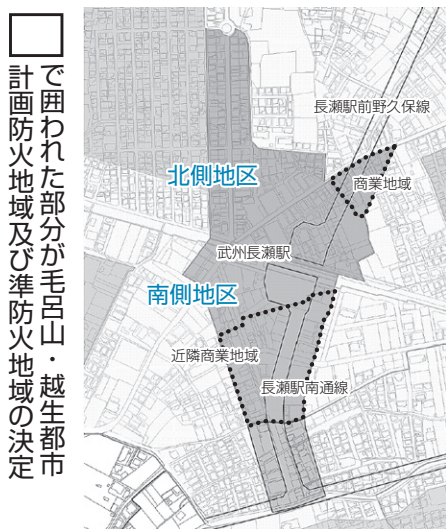 □で囲われた部分が毛呂山・越生都市
計画防火地域及び準防火地域の決定
長瀬駅前野久保線
北側地区
商業地域
武州長瀬駅
南側地区
近隣商業地域
長瀬駅南通線